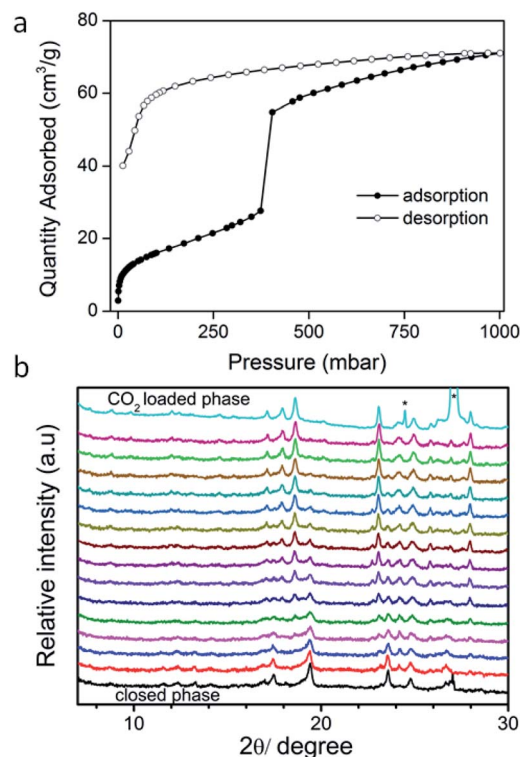 a
80
60
40
20
0
Quantity Adsorbed (cm³/g)
adsorption
desorption
0 250 500 750 1000
Pressure (mbar)
b
CO₂ loaded phase
*
*
Relative intensity (a.u)
closed phase
10 20 30
2θ/ degree